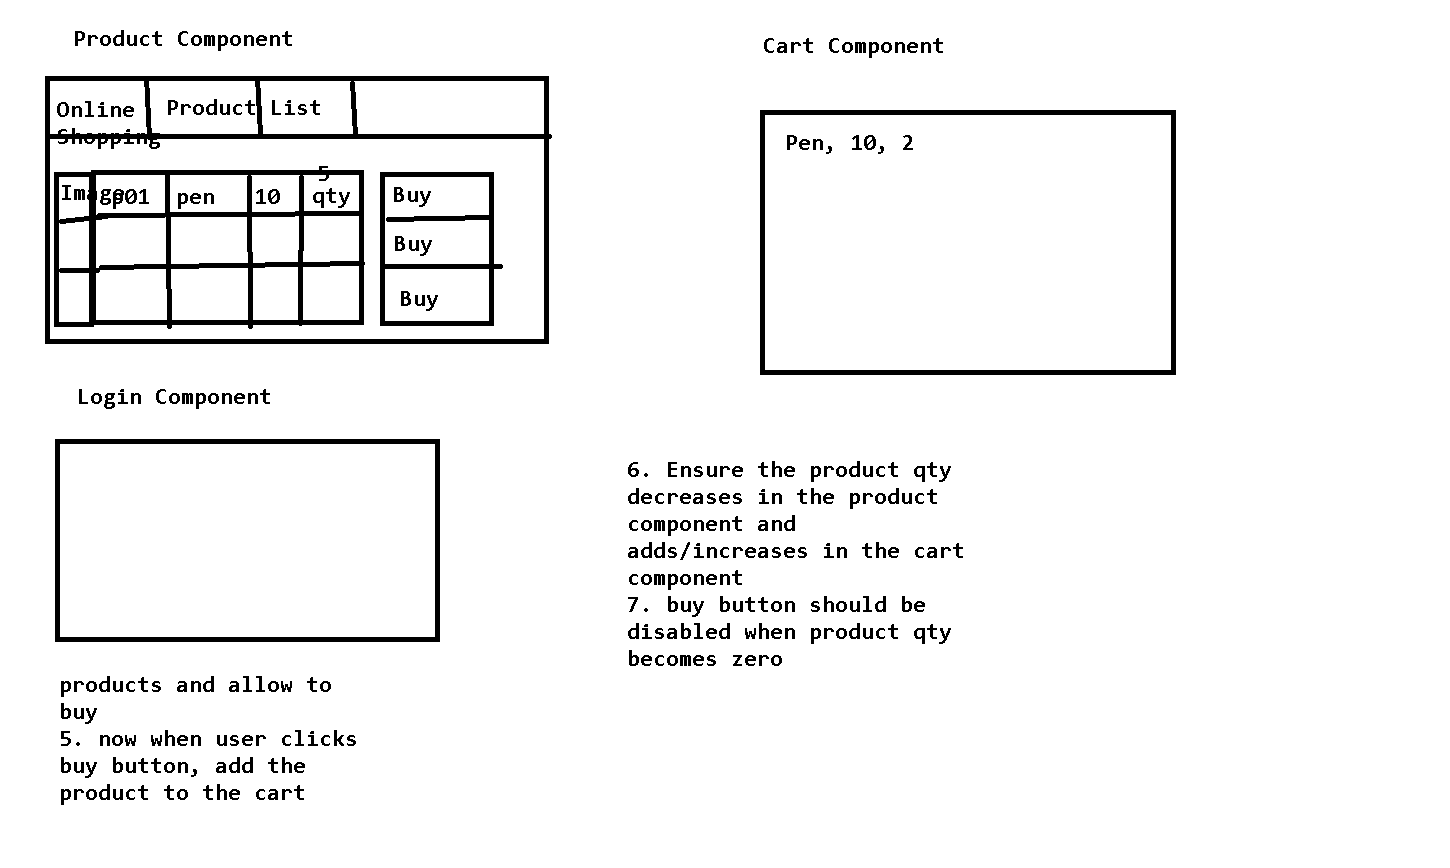 Product Component
Cart Component
Online
Shopping
Product
List
Pen, 10, 2
Image
p01
pen
10
5
qty
Buy
Buy
Buy
Login Component
6. Ensure the product qty
decreases in the product
component and
adds/increases in the cart
component
7. buy button should be
disabled when product qty
becomes zero
products and allow to
buy
5. now when user clicks
buy button, add the
product to the cart